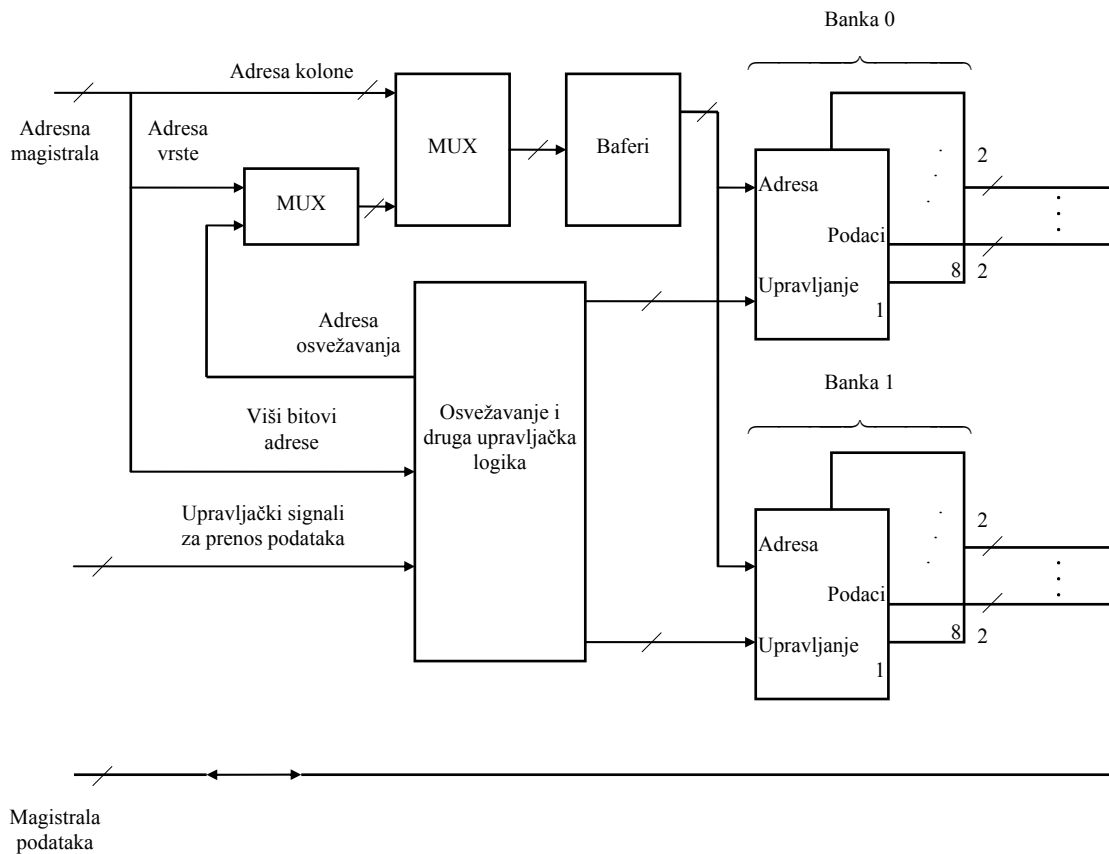 Banka 0
Adresa kolone
Adresna
magistrala
Adresa
vrste
MUX
MUX
Baferi
Adresa
Podaci
Upravljanje
1
8
2
2
Adresa
osvežavanja
Viši bitovi
adrese
Osvežavanje i
druga upravljačka
logika
Upravljački signali
za prenos podataka
Banka 1
Adresa
Podaci
Upravljanje
1
8
2
2
Magistrala
podataka